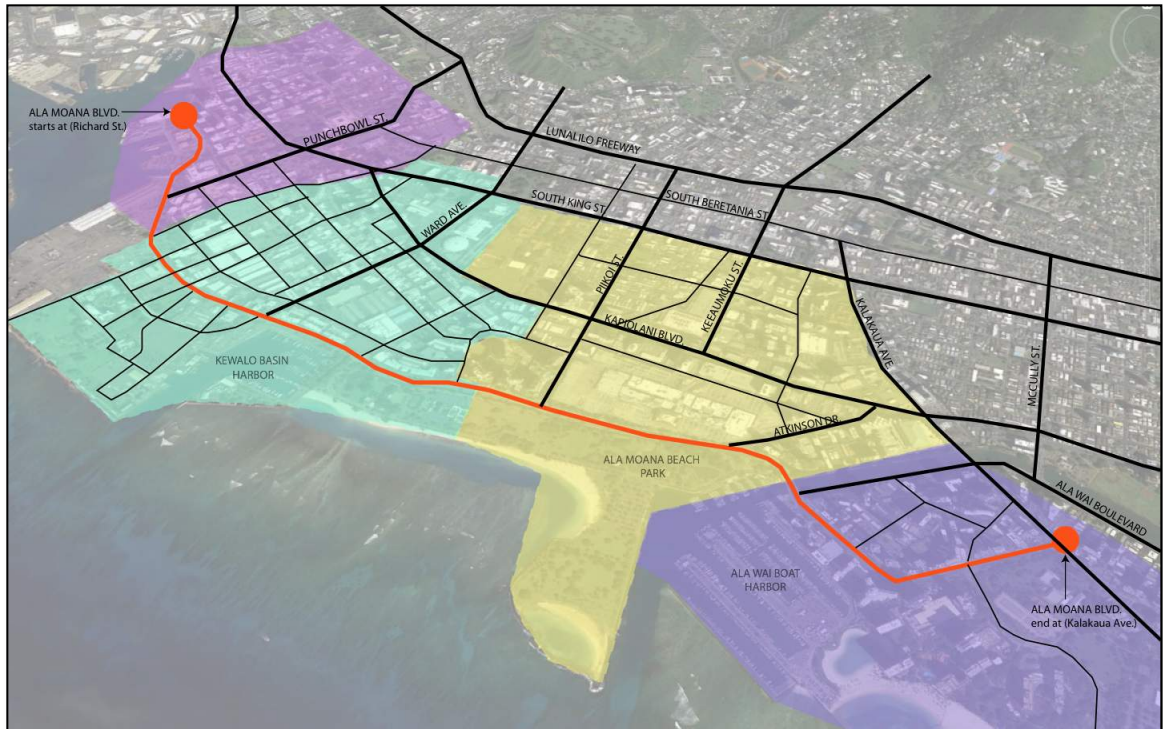 ALA MOANA BLVD.
starts at (Richard St.)
PUNCHBOWL ST.
LUNALILO FREEWAY
SOUTH KING ST.
SOUTH BERETANIA ST.
WARD AVE.
PIIKOI ST.
KEEAUMOKU ST.
KAPIOLANI BLVD.
KALAKAUA AVE.
MCCULLY ST.
KEWALO BASIN
HARBOR
ATKINSON DR.
ALA MOANA BEACH
PARK
ALA WAI BOULEVARD
ALA WAI BOAT
HARBOR
ALA MOANA BLVD.
end at (Kalakaua Ave.)